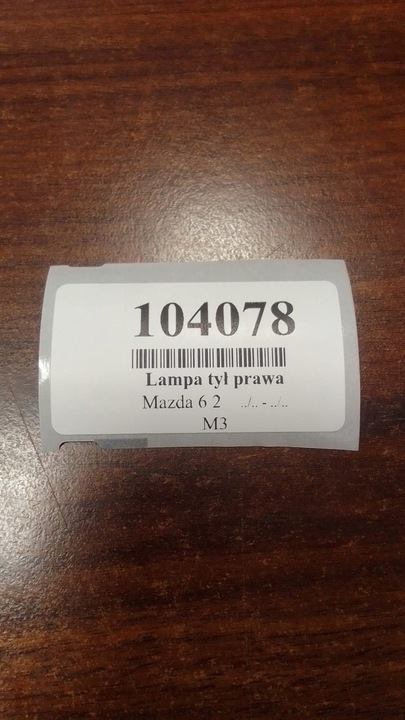 104078
Lampa tył prawa
Mazda 6 2 ../.. - ../..
M3